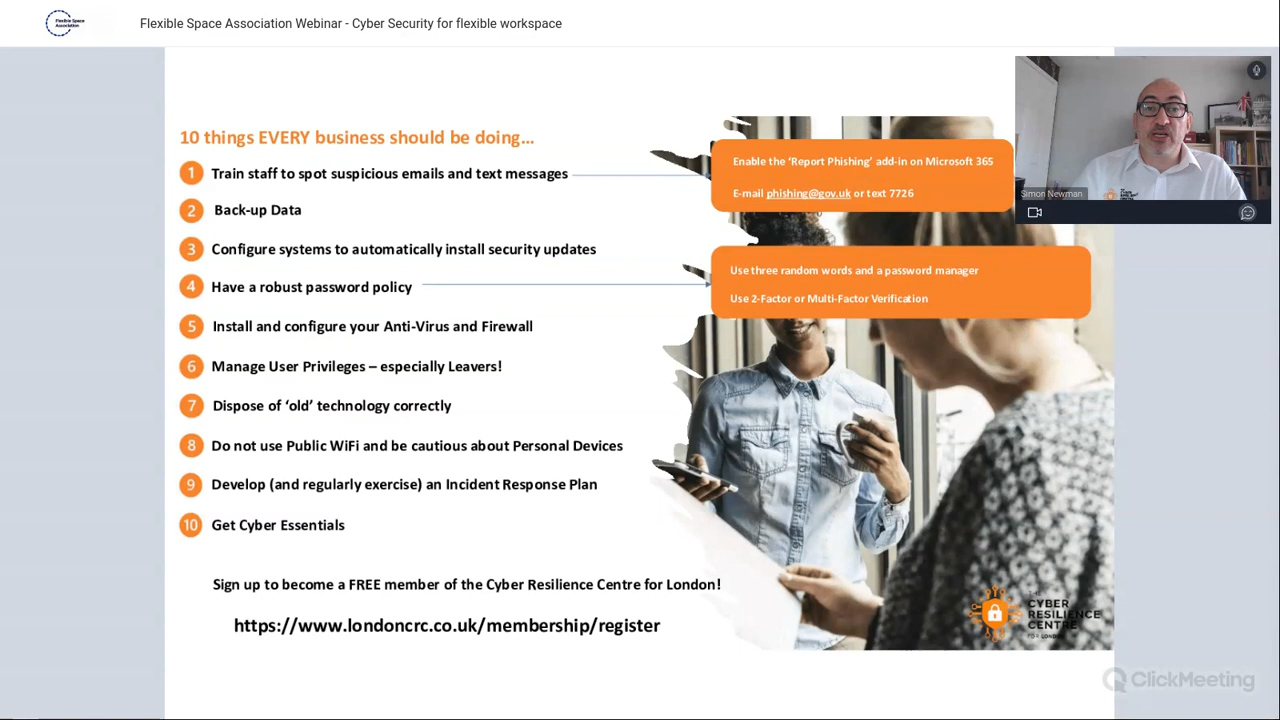 Flexible Space
Association
Flexible Space Association Webinar - Cyber Security for flexible workspace
10 things EVERY business should be doing...
1 Train staff to spot suspicious emails and text messages
Enable the ‘Report Phishing’ add-in on Microsoft 365
E-mail phishing@gov.uk or text 7726
2 Back-up Data
3 Configure systems to automatically install security updates
4 Have a robust password policy
Use three random words and a password manager
Use 2-Factor or Multi-Factor Verification
5 Install and configure your Anti-Virus and Firewall
6 Manage User Privileges – especially Leavers!
7 Dispose of ‘old’ technology correctly
8 Do not use Public WiFi and be cautious about Personal Devices
9 Develop (and regularly exercise) an Incident Response Plan
10 Get Cyber Essentials
Sign up to become a FREE member of the Cyber Resilience Centre for London!
https://www.londoncrc.co.uk/membership/register
Simon Newman
THE
CYBER
RESILIENCE
CENTRE
FOR LONDON
ClickMeeting